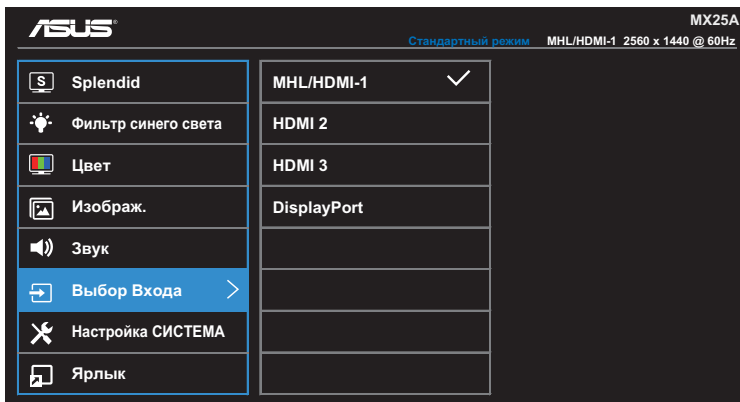 ASUS
MX25A
Стандартный режим MHL/HDMI-1 2560 x 1440 @ 60Hz
S Splendid
Фильтр синего света
Цвет
Изображ.
Звук
Выбор Входа
Настройка СИСТЕМА
Ярлык
MHL/HDMI-1
HDMI 2
HDMI 3
DisplayPort